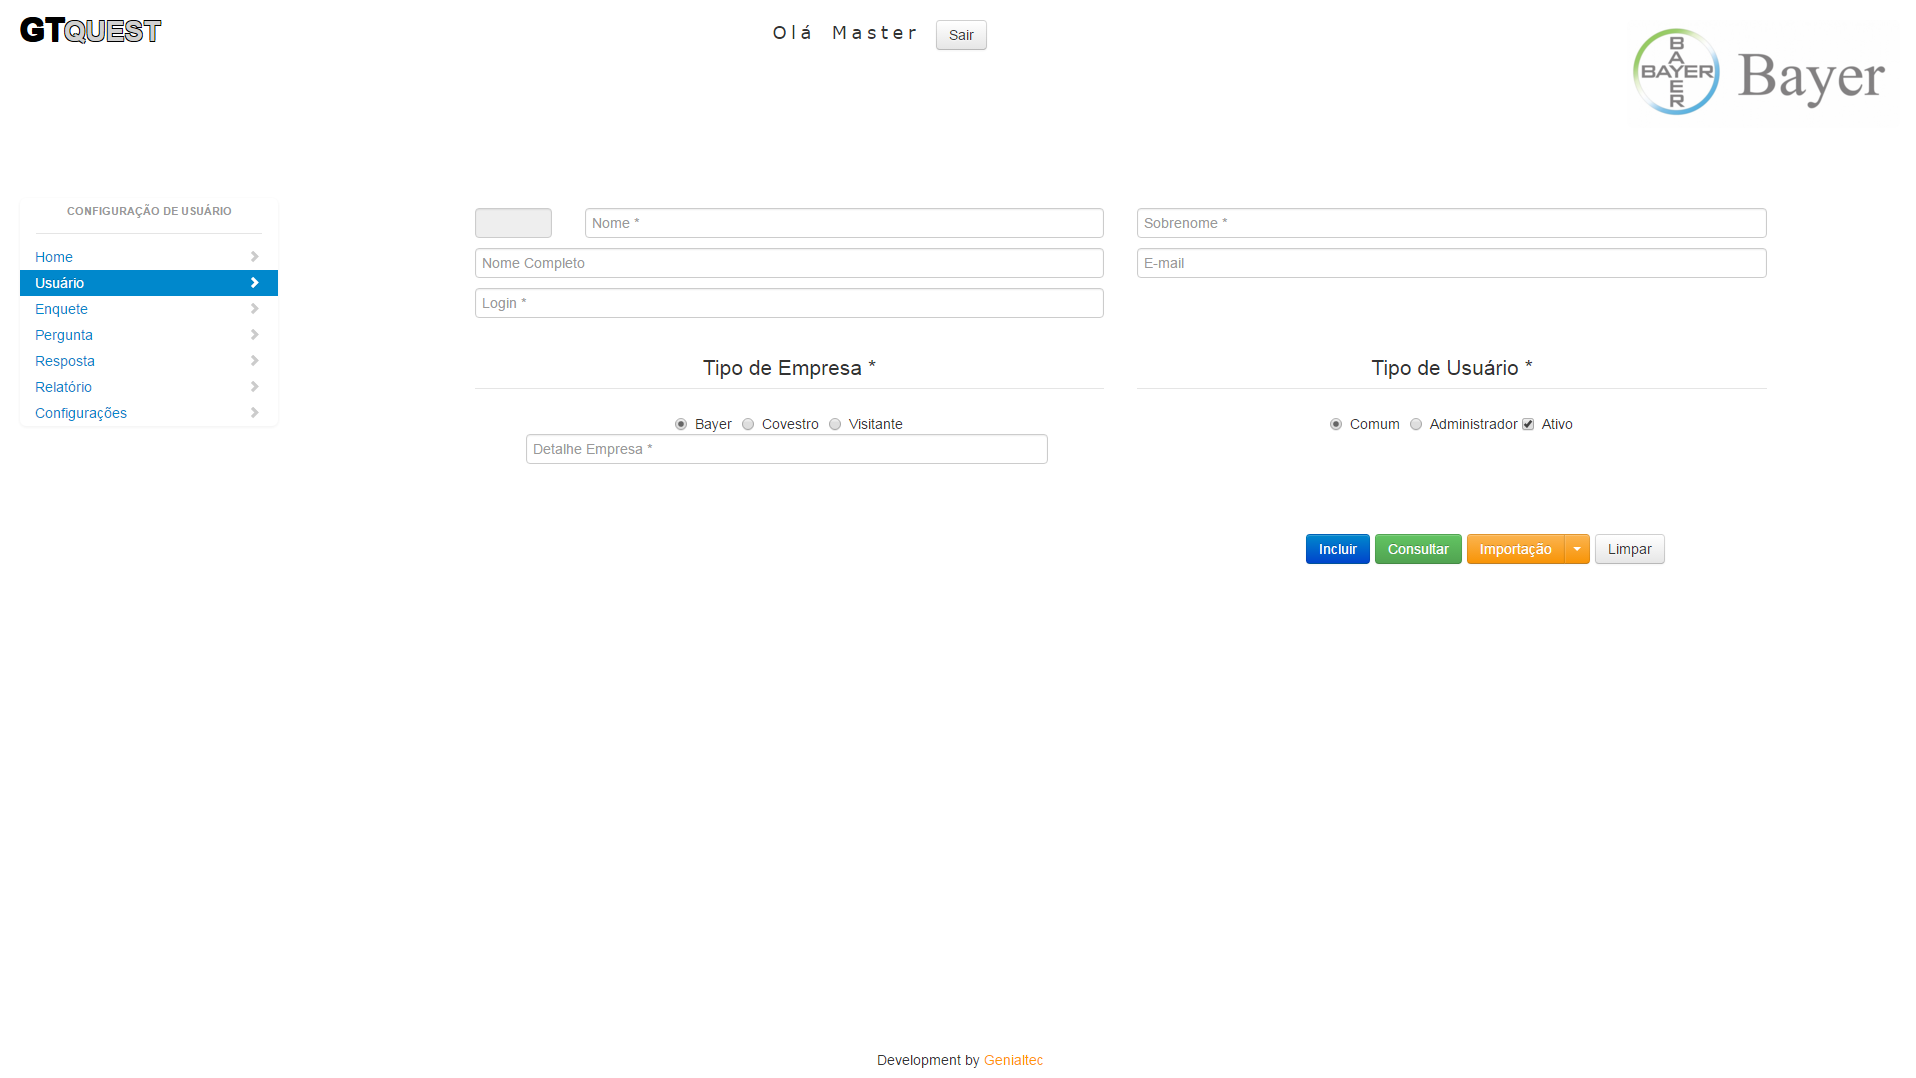 GTQUEST
Olá Master
Sair
BAYER
BAYER
Bayer
CONFIGURAÇÃO DE USUÁRIO
Home
Usuário
Enquete
Pergunta
Resposta
Relatório
Configurações
Nome *
Sobrenome *
Nome Completo
E-mail
Login *
Tipo de Empresa *
Tipo de Usuário *
Bayer Covestro Visitante
Comum Administrador Ativo
Detalhe Empresa *
Incluir Consultar Importação Limpar
Development by Genialtec